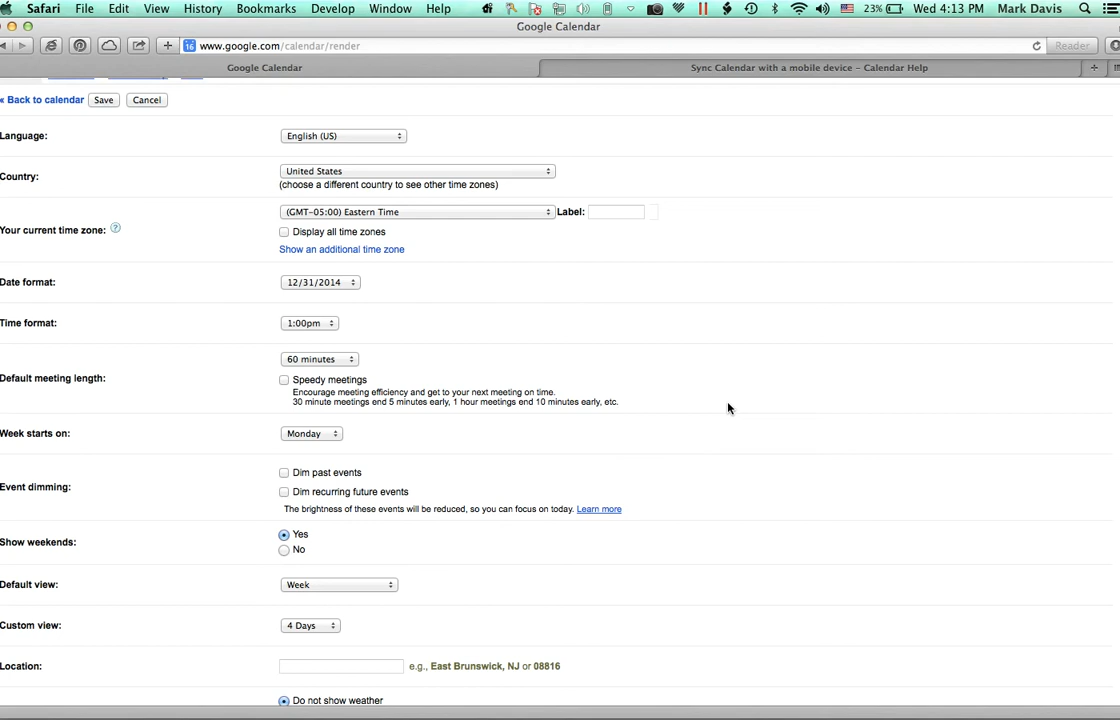 Safari File Edit View History Bookmarks Develop Window Help 23% Wed 4:13 PM Mark Davis
Google Calendar
16 www.google.com/calendar/render Reader
Google Calendar Sync Calendar with a mobile device – Calendar Help
« Back to calendar Save Cancel
Language: English (US)
Country: United States
(choose a different country to see other time zones)
Your current time zone: ? (GMT-05:00) Eastern Time Label:
Display all time zones
Show an additional time zone
Date format: 12/31/2014
Time format: 1:00pm
Default meeting length: 60 minutes
Speedy meetings
Encourage meeting efficiency and get to your next meeting on time.
30 minute meetings end 5 minutes early, 1 hour meetings end 10 minutes early, etc.
Week starts on: Monday
Event dimming: Dim past events
Dim recurring future events
The brightness of these events will be reduced, so you can focus on today. Learn more
Show weekends: Yes
No
Default view: Week
Custom view: 4 Days
Location: e.g., East Brunswick, NJ or 08816
Do not show weather